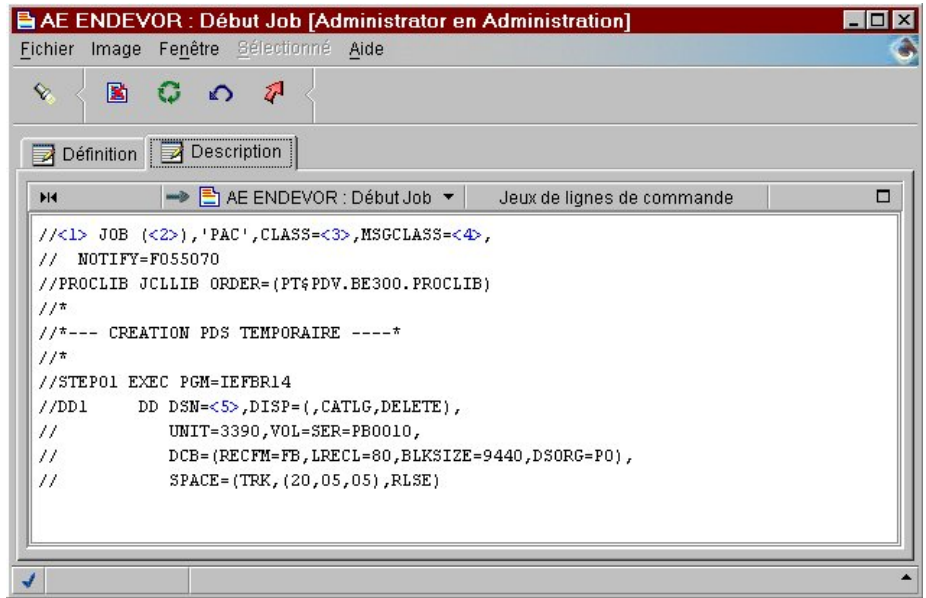 AE ENDEVOR : Début Job [Administrator en Administration]
Fichier Image Fenêtre Sélectionné Aide
Définition Description
AE ENDEVOR : Début Job Jeux de lignes de commande
//<1> JOB (<2>),'PAC',CLASS=<3>,MSGCLASS=<4>,
//  NOTIFY=F055070
//PROCLIB JCLLIB ORDER=(PT$PDV.BE300.PROCLIB)
//*
//*--- CREATION PDS TEMPORAIRE ----*
//*
//STEP01 EXEC PGM=IEFBR14
//DD1     DD DSN=<5>,DISP=(,CATLG,DELETE),
//           UNIT=3390,VOL=SER=PB0010,
//           DCB=(RECFM=FB,LRECL=80,BLKSIZE=9440,DSORG=PO),
//           SPACE=(TRK,(20,05,05),RLSE)